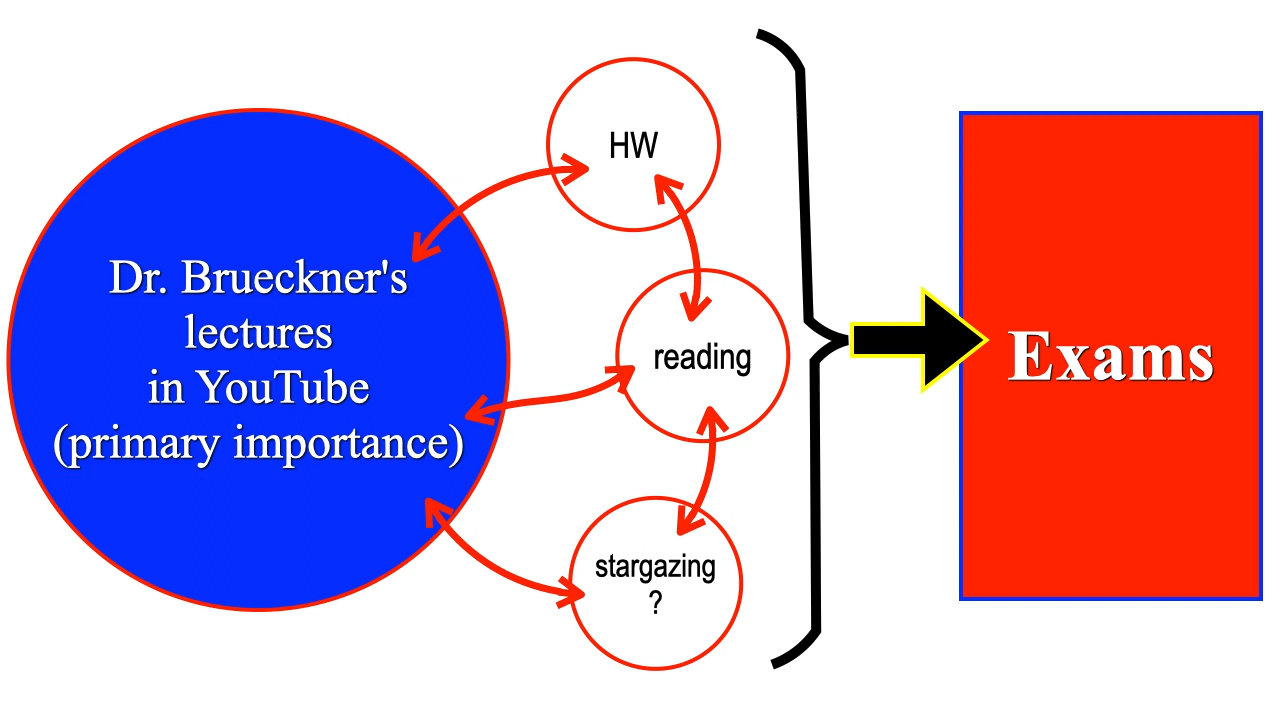 Dr. Brueckner's
lectures
in YouTube
(primary importance)
HW
reading
stargazing
?
Exams